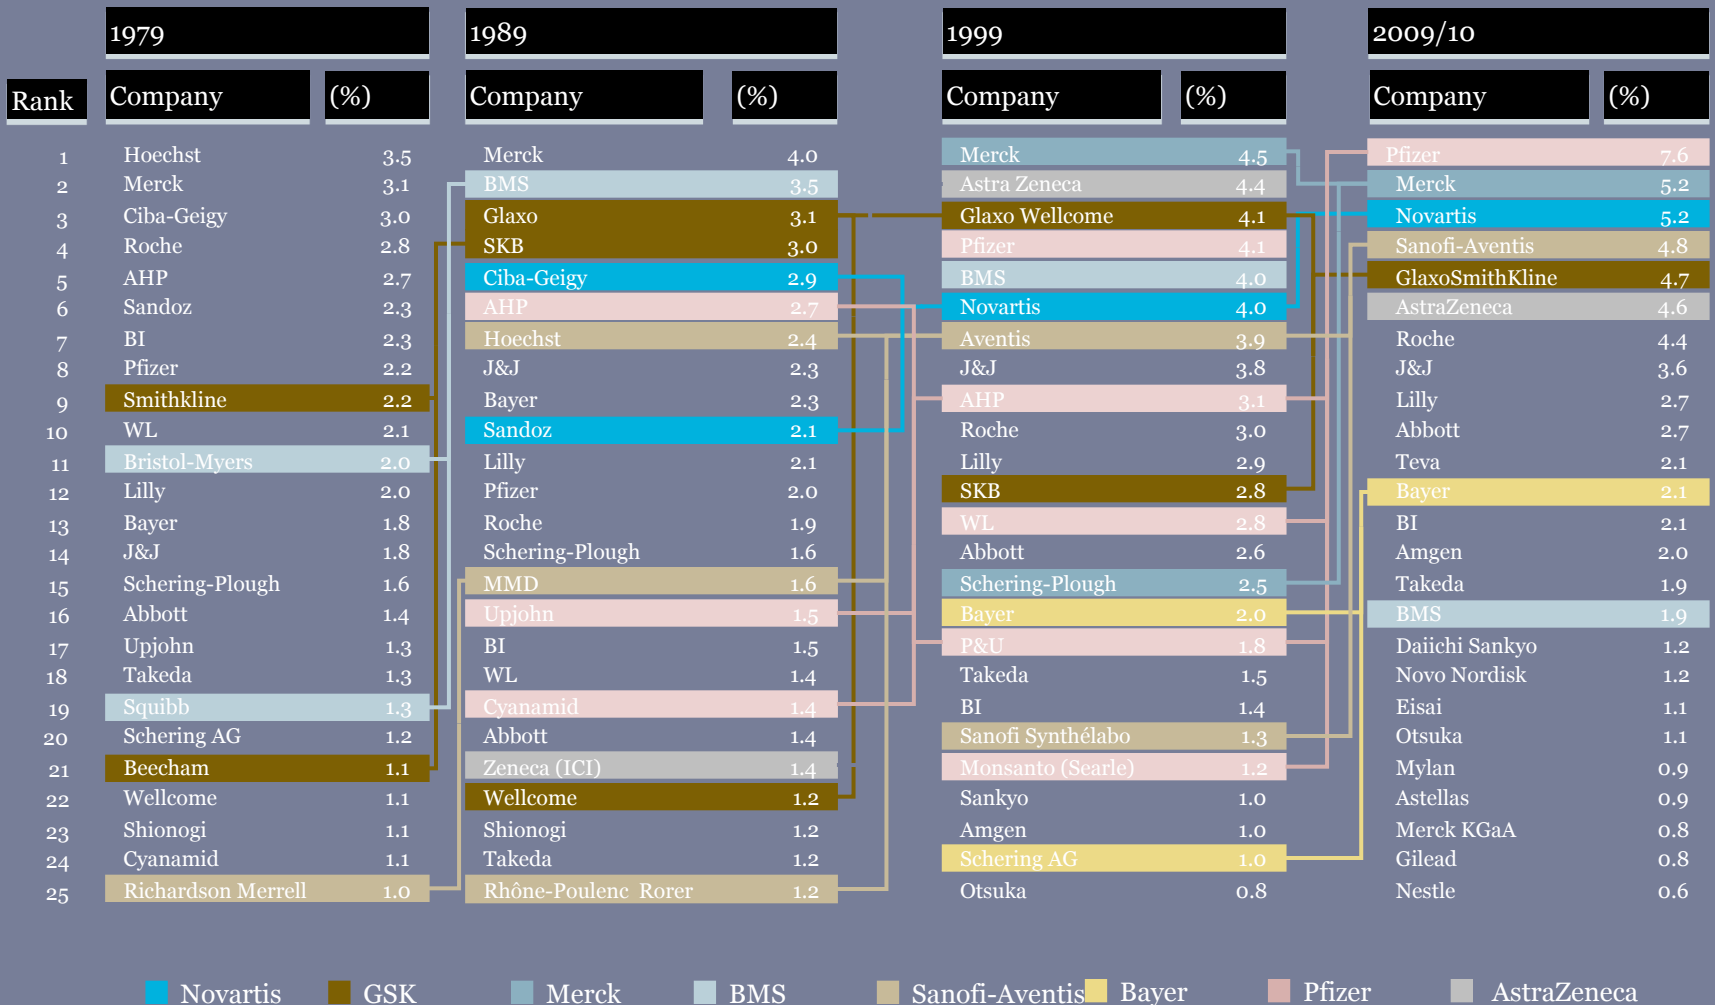 1979 1989 1999 2009/10
Rank Company (%) Company (%) Company (%) Company (%)
1 Hoechst 3.5 Merck 4.0 Merck 4.5 Pfizer 7.6
2 Merck 3.1 BMS 3.5 Astra Zeneca 4.4 Merck 5.2
3 Ciba-Geigy 3.0 Glaxo 3.1 Glaxo Wellcome 4.1 Novartis 5.2
4 Roche 2.8 SKB 3.0 Pfizer 4.1 Sanofi-Aventis 4.8
5 AHP 2.7 Ciba-Geigy 2.9 BMS 4.0 GlaxoSmithKline 4.7
6 Sandoz 2.3 AHP 2.7 Novartis 4.0 AstraZeneca 4.6
7 BI 2.3 Hoechst 2.4 Aventis 3.9 Roche 4.4
8 Pfizer 2.2 J&J 2.3 J&J 3.8 J&J 3.6
9 Smithkline 2.2 Bayer 2.3 AHP 3.1 Lilly 2.7
10 WL 2.1 Sandoz 2.1 Roche 3.0 Abbott 2.7
11 Bristol-Myers 2.0 Lilly 2.1 Lilly 2.9 Teva 2.1
12 Lilly 2.0 Pfizer 2.0 SKB 2.8 Bayer 2.1
13 Bayer 1.8 Roche 1.9 WL 2.8 BI 2.1
14 J&J 1.8 Schering-Plough 1.6 Abbott 2.6 Amgen 2.0
15 Schering-Plough 1.6 MMD 1.6 Schering-Plough 2.5 Takeda 1.9
16 Abbott 1.4 Upjohn 1.5 Bayer 2.0 BMS 1.9
17 Upjohn 1.3 BI 1.5 P&U 1.8 Daiichi Sankyo 1.2
18 Takeda 1.3 WL 1.4 Takeda 1.5 Novo Nordisk 1.2
19 Squibb 1.3 Cyanamid 1.4 BI 1.4 Eisai 1.1
20 Schering AG 1.2 Abbott 1.4 Sanofi Synthélabo 1.3 Otsuka 1.1
21 Beecham 1.1 Zeneca (ICI) 1.4 Monsanto (Searle) 1.2 Mylan 0.9
22 Wellcome 1.1 Wellcome 1.2 Sankyo 1.0 Astellas 0.9
23 Shionogi 1.1 Shionogi 1.2 Amgen 1.0 Merck KGaA 0.8
24 Cyanamid 1.1 Takeda 1.2 Schering AG 1.0 Gilead 0.8
25 Richardson Merrell 1.0 Rhône-Poulenc Rorer 1.2 Otsuka 0.8 Nestle 0.6
Novartis GSK Merck BMS Sanofi-Aventis Bayer Pfizer AstraZeneca